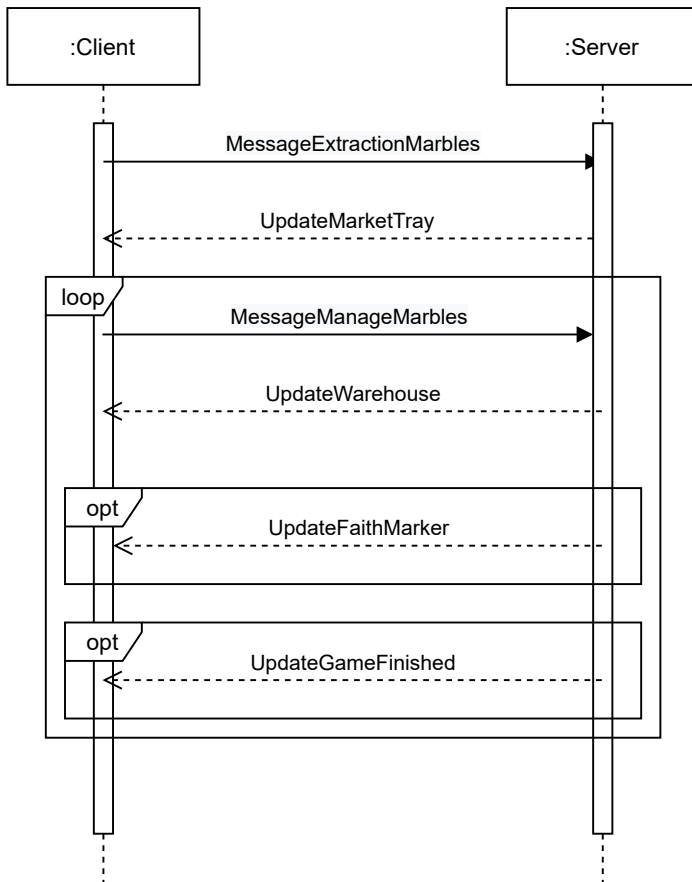 :Client
:Server
MessageExtractionMarbles
UpdateMarketTray
loop
MessageManageMarbles
UpdateWarehouse
opt
UpdateFaithMarker
opt
UpdateGameFinished